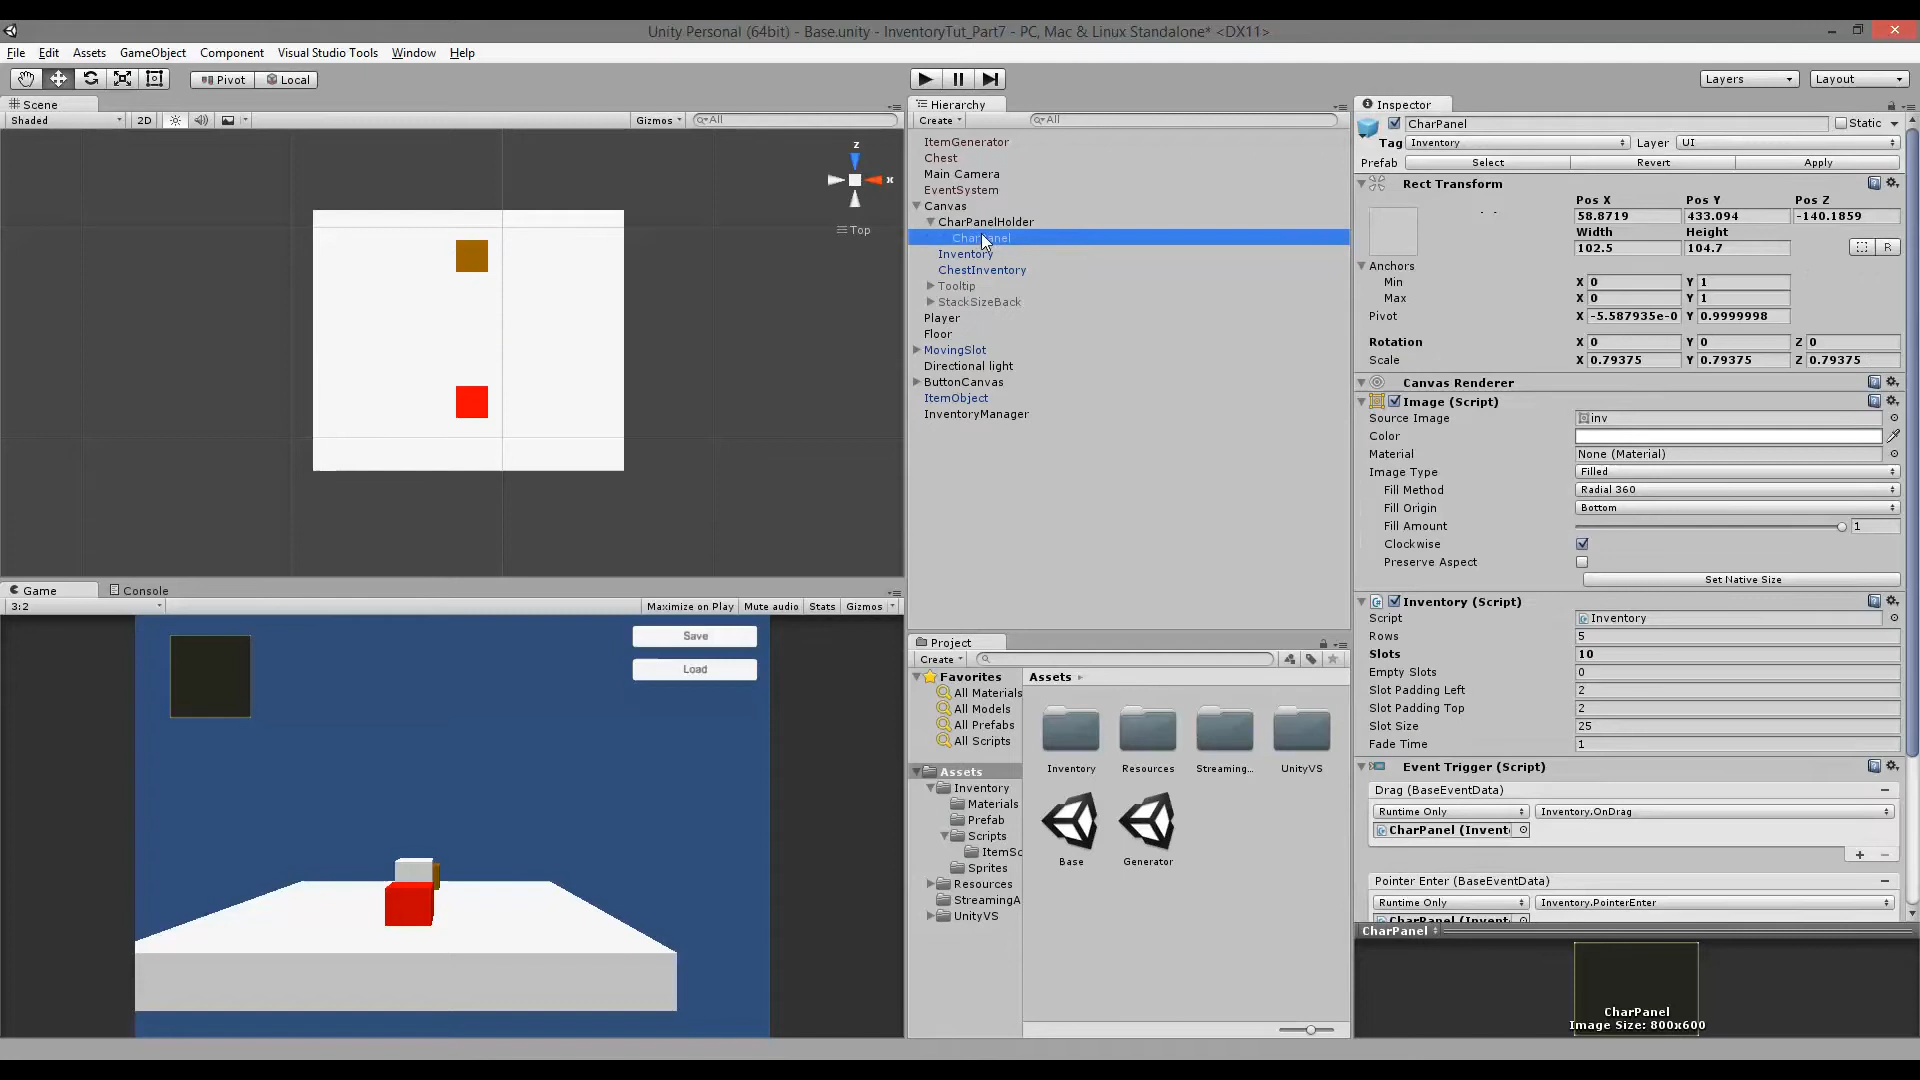 Unity Personal (64bit) - Base.unity - InventoryTut_Part7 - PC, Mac & Linux Standalone* <DX11>
File Edit Assets GameObject Component Visual Studio Tools Window Help
Pivot Local
Layers Layout
Scene
Shaded 2D Gizmos All
z
x
Top
Game Console
3:2 Maximize on Play Mute audio Stats Gizmos
Save
Load
Hierarchy
Create All
ItemGenerator
Chest
Main Camera
EventSystem
Canvas
CharPanelHolder
CharPanel
Inventory
ChestInventory
Tooltip
StackSizeBack
Player
Floor
MovingSlot
Directional light
ButtonCanvas
ItemObject
InventoryManager
Project
Create
Favorites
All Materials
All Models
All Prefabs
All Scripts
Assets
Inventory
Materials
Prefab
Scripts
ItemSc
Sprites
Resources
StreamingA
UnityVS
Assets
Inventory Resources Streaming... UnityVS
Base Generator
Inspector
CharPanel Static
Tag Inventory Layer UI
Prefab Select Revert Apply
Rect Transform
Pos X Pos Y Pos Z
58.8719 433.094 -140.1859
Width Height
102.5 104.7 R
Anchors
Min X 0 Y 1
Max X 0 Y 1
Pivot X -5.587935e-0 Y 0.9999998
Rotation X 0 Y 0 Z 0
Scale X 0.79375 Y 0.79375 Z 0.79375
Canvas Renderer
Image (Script)
Source Image inv
Color
Material None (Material)
Image Type Filled
Fill Method Radial 360
Fill Origin Bottom
Fill Amount 1
Clockwise
Preserve Aspect
Set Native Size
Inventory (Script)
Script Inventory
Rows 5
Slots 10
Empty Slots 0
Slot Padding Left 2
Slot Padding Top 2
Slot Size 25
Fade Time 1
Event Trigger (Script)
Drag (BaseEventData)
Runtime Only Inventory.OnDrag
CharPanel (Invent
Pointer Enter (BaseEventData)
Runtime Only Inventory.PointerEnter
CharPanel (Invent
CharPanel
CharPanel
Image Size: 800x600